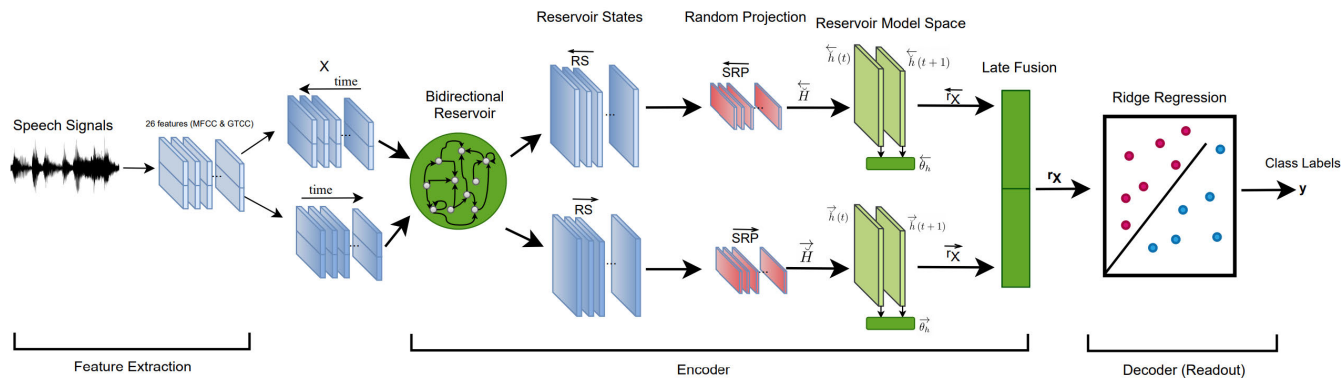 Reservoir States
Random Projection
Reservoir Model Space
Late Fusion
Ridge Regression
Speech Signals
26 features (MFCC & GTCC)
X
time
time
Bidirectional
Reservoir
RS
RS
SRP
SRP
H
H
h(t)
h(t+1)
θh
h(t)
h(t+1)
θh
rX
rX
rX
Class Labels
y
...
...
...
...
...
...
...
Feature Extraction
Encoder
Decoder (Readout)